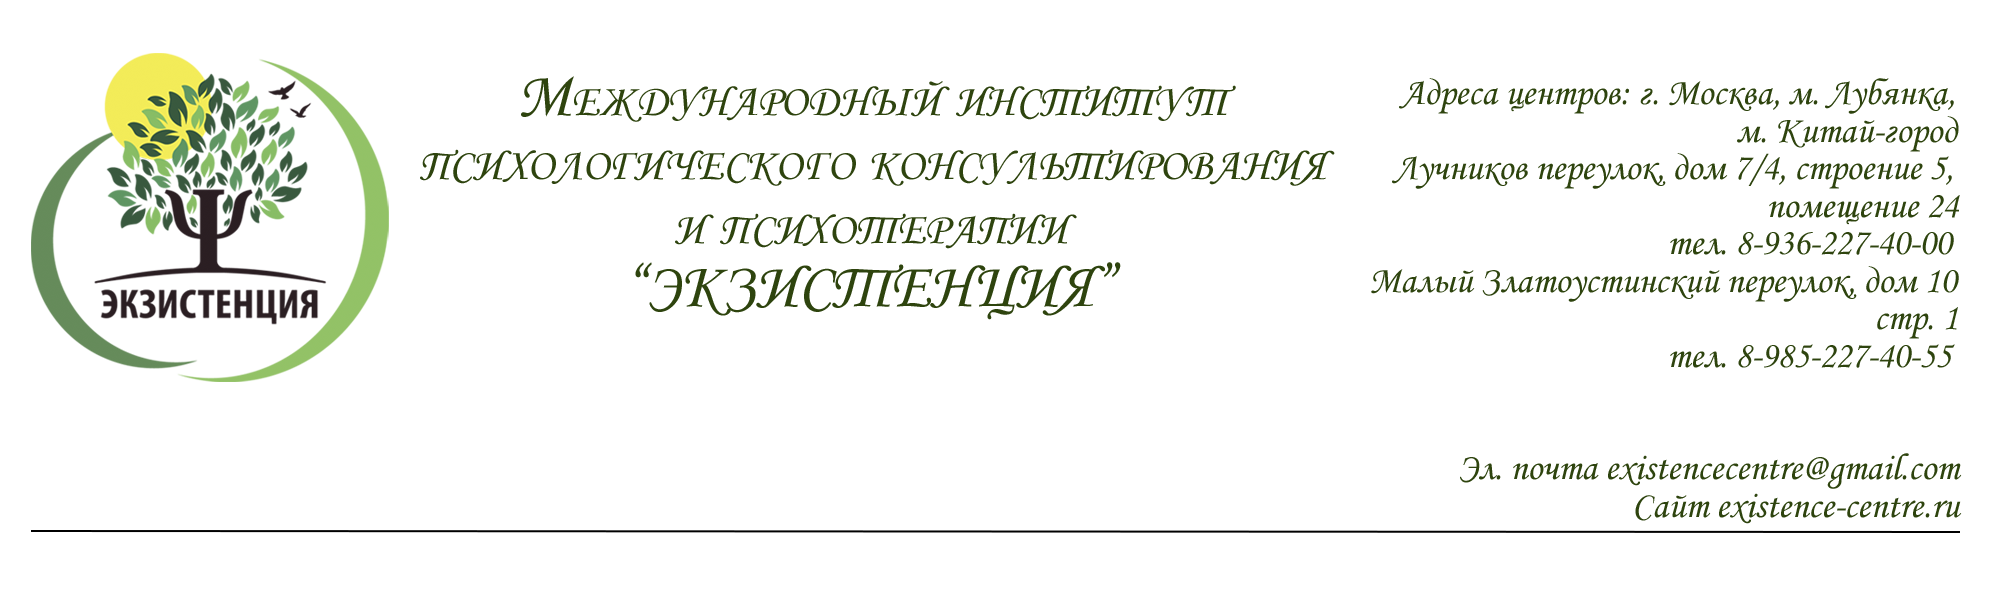 ЭКЗИСТЕНЦИЯ
Международный институт
психологического консультирования
и психотерапии
“ЭКЗИСТЕНЦИЯ”
Адреса центров: г. Москва, м. Лубянка,
м. Китай-город
Лучников переулок, дом 7/4, строение 5,
помещение 24
тел. 8-936-227-40-00
Малый Златоустинский переулок, дом 10
стр. 1
тел. 8-985-227-40-55
Эл. почта existencecentre@gmail.com
Сайт existence-centre.ru